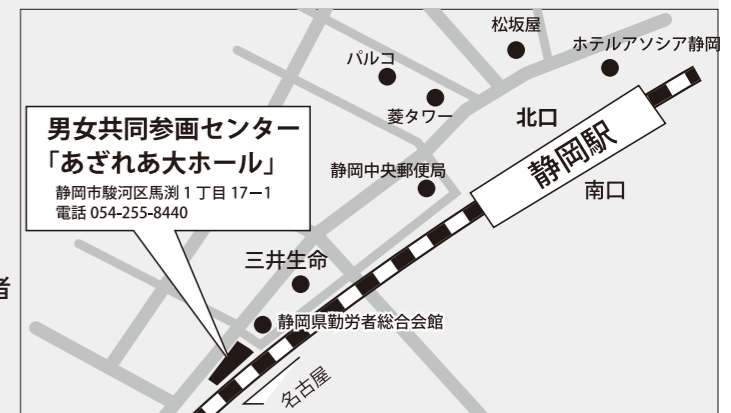 松坂屋
ホテルアソシア静岡
パルコ
菱タワー
北口
男女共同参画センター
「あざれあ大ホール」
静岡市駿河区馬渕 1 丁目 17−1
電話 054-255-8440
静岡駅
静岡中央郵便局
南口
三井生命
者
静岡県勤労者総合会館
名古屋